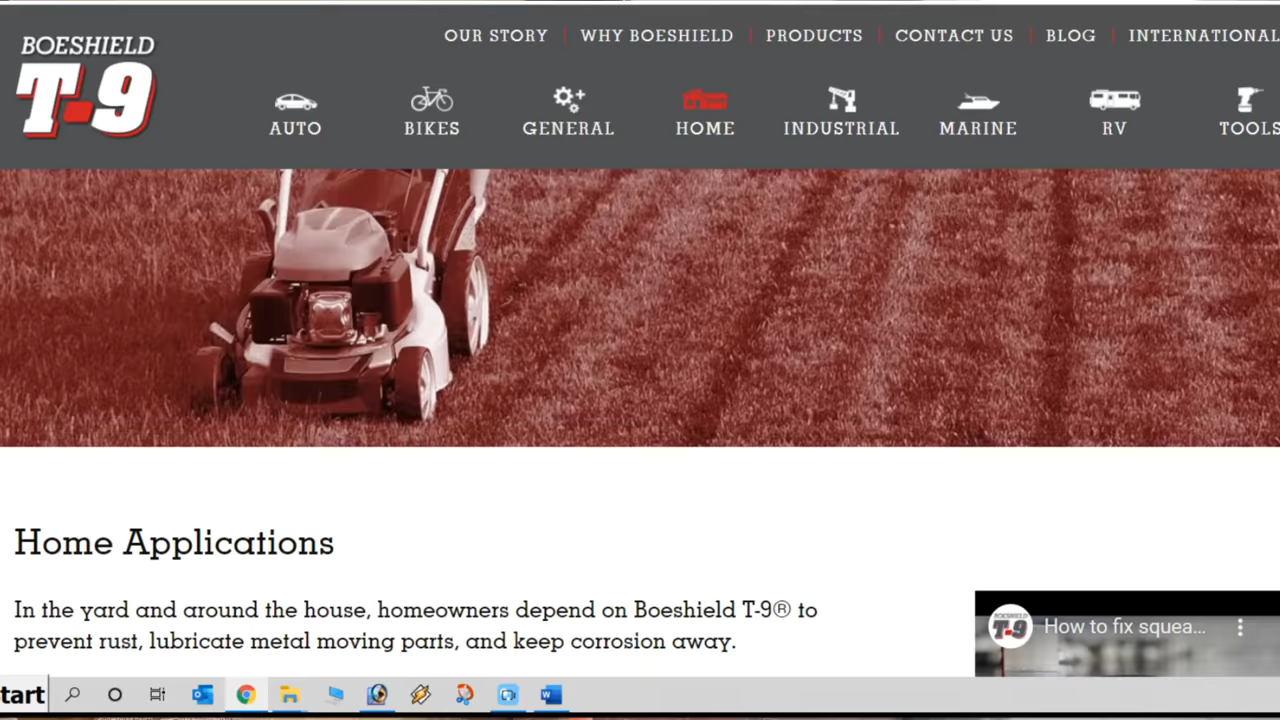 BOESHIELD
T-9
OUR STORY WHY BOESHIELD PRODUCTS CONTACT US BLOG INTERNATIONAL
AUTO BIKES GENERAL HOME INDUSTRIAL MARINE RV TOOLS
Home Applications
In the yard and around the house, homeowners depend on Boeshield T-9® to
prevent rust, lubricate metal moving parts, and keep corrosion away.
BOESHIELD T-9 How to fix squea...
tart